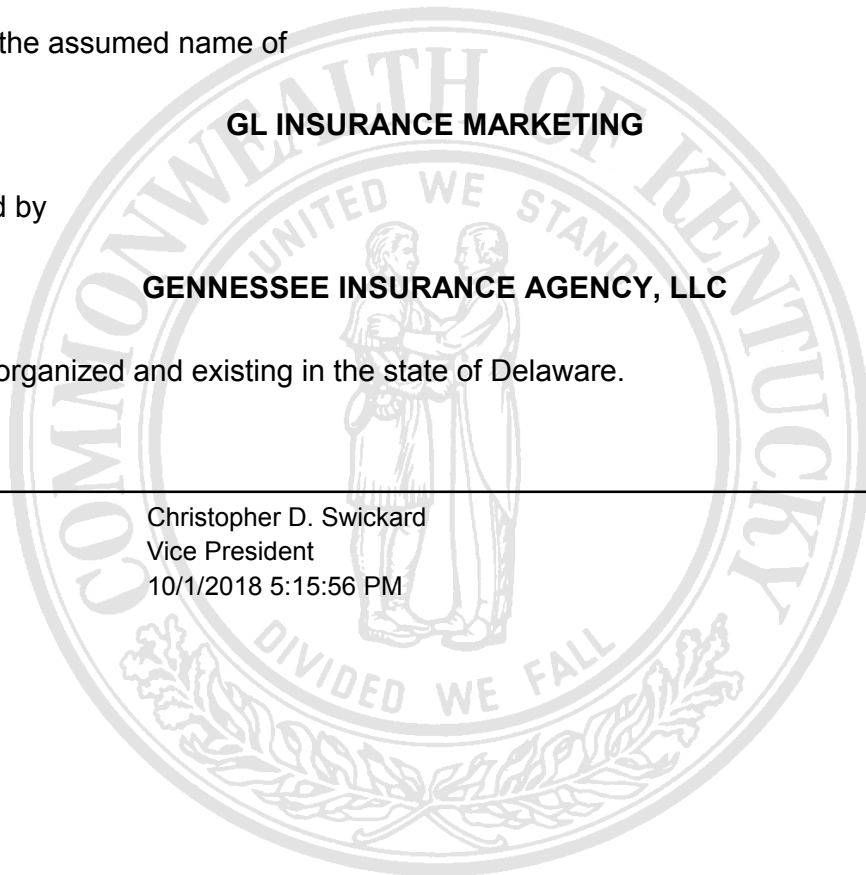 the assumed name of
GL INSURANCE MARKETING
d by
GENNESSEE INSURANCE AGENCY, LLC
organized and existing in the state of Delaware.
Christopher D. Swickard
Vice President
10/1/2018 5:15:56 PM
COMMONWEALTH OF KENTUCKY
UNITED WE STAND
DIVIDED WE FALL